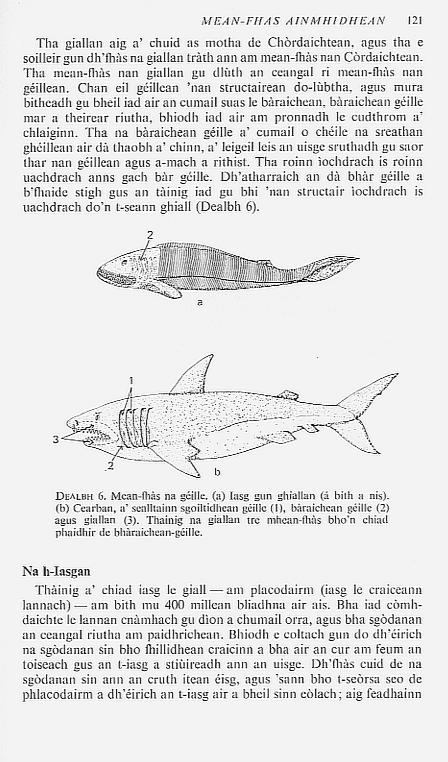 MEAN-FHAS AINMHIDHEAN 121
Tha giallan aig a' chuid as motha de Chòrdaichtean, agus tha e
soilleir gun dh'fhàs na giallan tràth ann am mean-fhàs nan Còrdaichtean.
Tha mean-fhàs nan giallan gu dlùth an ceangal ri mean-fhàs nan
géillean. Chan eil géillean 'nan structairean do-lùbtha, agus mura
bitheadh gu bheil iad air an cumail suas le bàraichean, bàraichean géille
mar a theirear riutha, bhiodh iad air am pronnadh le cudthrom a'
chlaiginn. Tha na bàraichean géille a' cumail o chéile na sreathan
ghéillean air dà thaobh a' chinn, a' leigeil leis an uisge sruthadh gu saor
thar nan géillean agus a-mach a rithist. Tha roinn ìochdrach is roinn
uachdrach anns gach bàr géille. Dh'atharraich an dà bhàr géille a
b'fhaide stigh gus an tàinig iad gu bhi 'nan structair ìochdrach is
uachdrach do'n t-seann ghiall (Dealbh 6).
2
a
1
3
2
b
DEALBH 6. Mean-fhàs na géille. (a) Iasg gun ghiallan (á bith a nis).
(b) Cearban, a' sealltainn sgoiltidhean géille (1), bàraichean géille (2)
agus giallan (3). Thàinig na giallan tre mhean-fhàs bho'n chiad
phaidhir de bhàraichean-géille.
Na h-Iasgan
Thàinig a' chiad iasg le giall — am placodairm (iasg le craiceann
lannach) — am bith mu 400 millean bliadhna air ais. Bha iad còmh-
daichte le lannan cnàmhach gu dìon a chumail orra, agus bha sgòdanan
an ceangal riutha am paidhrichean. Bhiodh e coltach gun do dh'éirich
na sgòdanan sin bho fhillidhean craicinn a bha air an cur am feum an
toiseach gus an t-iasg a stiùireadh ann an uisge. Dh'fhàs cuid de na
sgòdanan sin ann an cruth itean éisg, agus 'sann bho t-seòrsa seo de
phlacodairm a dh'éirich an t-iasg air a bheil sinn eòlach; aig feadhainn